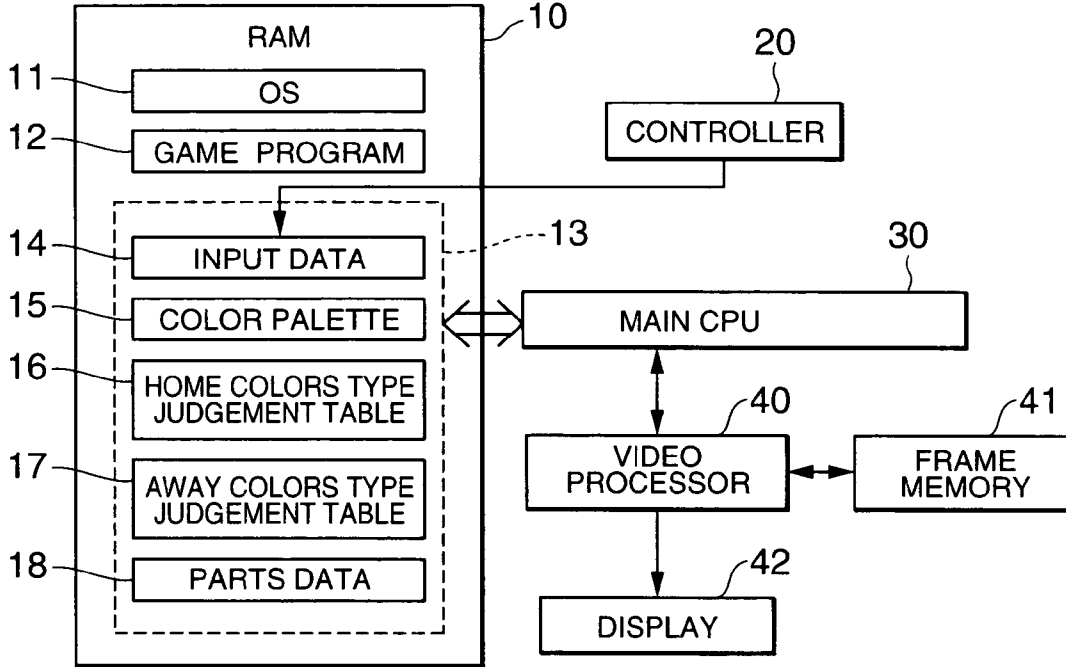 RAM
10
11
OS
12
GAME PROGRAM
20
CONTROLLER
13
14
INPUT DATA
15
COLOR PALETTE
16
HOME COLORS TYPE
JUDGEMENT TABLE
17
AWAY COLORS TYPE
JUDGEMENT TABLE
18
PARTS DATA
30
MAIN CPU
40
VIDEO
PROCESSOR
41
FRAME
MEMORY
42
DISPLAY